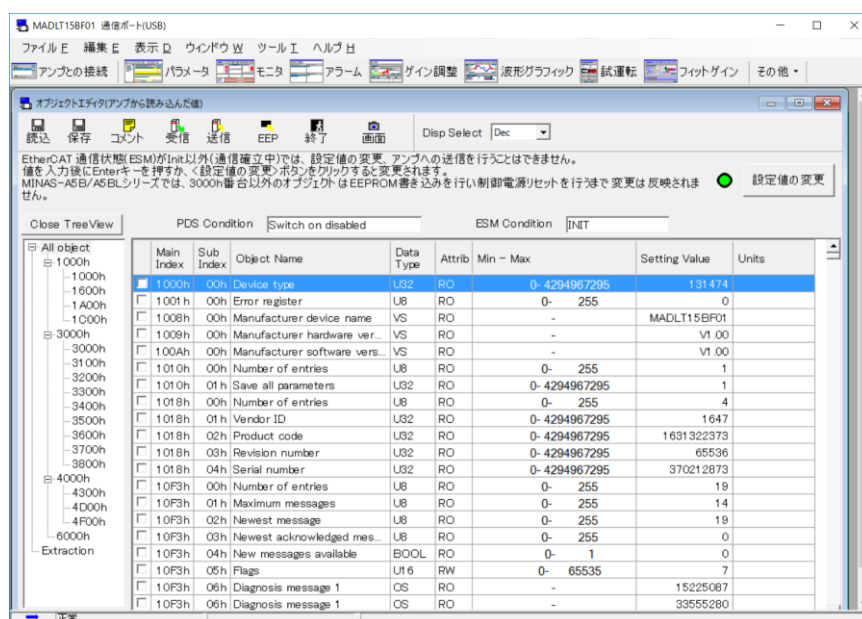 MADLT15BF01 通信ポート(USB)
ファイル F 編集 E 表示 D ウィンドウ W ツール I ヘルプ H
アンプとの接続 パラメータ モニタ アラーム ゲイン調整 波形グラフィック 試運転 フィットゲイン その他
オブジェクトエディタ(アンプから読み込んだ値)
読込 保存 コメント 受信 送信 EEP 終了 画面 Disp Select Dec
EtherCAT 通信状態(ESM)がInit以外(通信確立中)では、設定値の変更、アンプへの送信を行うことはできません。
値を入力後にEnterキーを押すか、<設定値の変更>ボタンをクリックすると変更されます。
MINAS-A5B/A5BLシリーズでは、3000h番台以外のオブジェクトはEEPROM書き込みを行い制御電源リセットを行うまで変更は反映されません。
設定値の変更
Close TreeView PDS Condition Switch on disabled ESM Condition INIT
All object
1000h
1000h
1600h
1A00h
1C00h
3000h
3000h
3100h
3200h
3300h
3400h
3500h
3600h
3700h
3800h
4000h
4300h
4D00h
4F00h
6000h
Extraction
Main Index Sub Index Object Name Data Type Attrib Min - Max Setting Value Units
1000h 00h Device type U32 RO 0- 4294967295 131474
1001h 00h Error register U8 RO 0- 255 0
1008h 00h Manufacturer device name VS RO - MADLT15BF01
1009h 00h Manufacturer hardware ver... VS RO - V1.00
100Ah 00h Manufacturer software vers... VS RO - V1.00
1010h 00h Number of entries U8 RO 0- 255 1
1010h 01h Save all parameters U32 RO 0- 4294967295 1
1018h 00h Number of entries U8 RO 0- 255 4
1018h 01h Vendor ID U32 RO 0- 4294967295 1647
1018h 02h Product code U32 RO 0- 4294967295 1631322373
1018h 03h Revision number U32 RO 0- 4294967295 65536
1018h 04h Serial number U32 RO 0- 4294967295 370212873
10F3h 00h Number of entries U8 RO 0- 255 19
10F3h 01h Maximum messages U8 RO 0- 255 14
10F3h 02h Newest message U8 RO 0- 255 19
10F3h 03h Newest acknowledged mes... U8 RO 0- 255 0
10F3h 04h New messages available BOOL RO 0- 1 0
10F3h 05h Flags U16 RW 0- 65535 7
10F3h 06h Diagnosis message 1 OS RO - 15225087
10F3h 06h Diagnosis message 1 OS RO - 33555280
正常